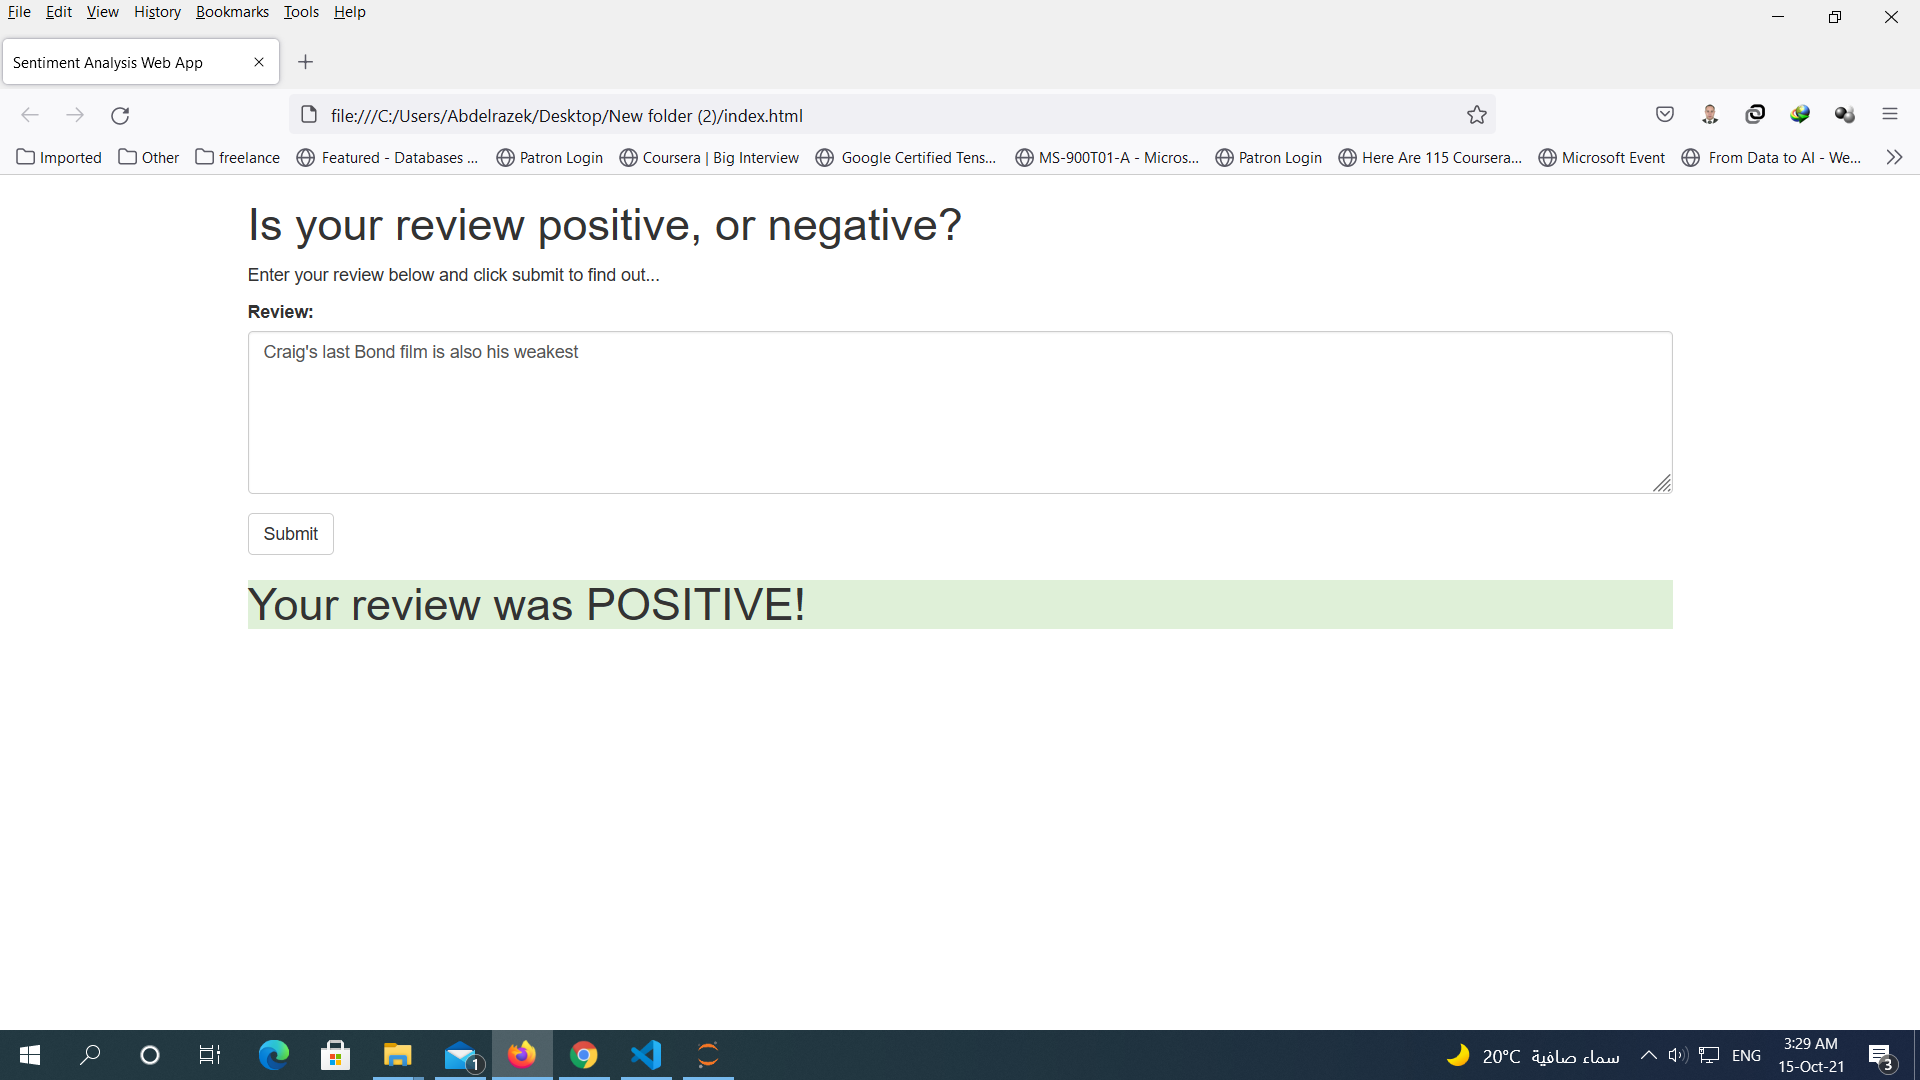 File Edit View History Bookmarks Tools Help
Sentiment Analysis Web App
file:///C:/Users/Abdelrazek/Desktop/New folder (2)/index.html
Imported Other freelance Featured - Databases ... Patron Login Coursera | Big Interview Google Certified Tens... MS-900T01-A - Micros... Patron Login Here Are 115 Coursera... Microsoft Event From Data to AI - We...
Is your review positive, or negative?
Enter your review below and click submit to find out...
Review:
Craig's last Bond film is also his weakest
Submit
Your review was POSITIVE!
1
20°C سماء صافية ENG
3:29 AM
15-Oct-21
3